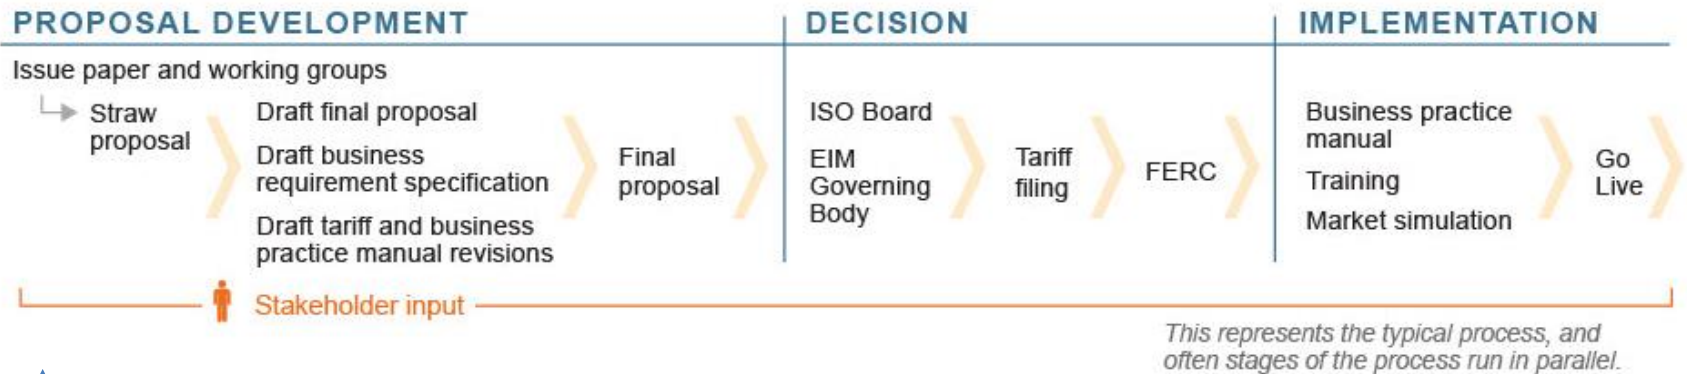 PROPOSAL DEVELOPMENT
DECISION
IMPLEMENTATION
Issue paper and working groups
Straw
proposal
Draft final proposal
Draft business
requirement specification
Draft tariff and business
practice manual revisions
Final
proposal
ISO Board
EIM
Governing
Body
Tariff
filing
FERC
Business practice
manual
Training
Market simulation
Go
Live
Stakeholder input
This represents the typical process, and
often stages of the process run in parallel.